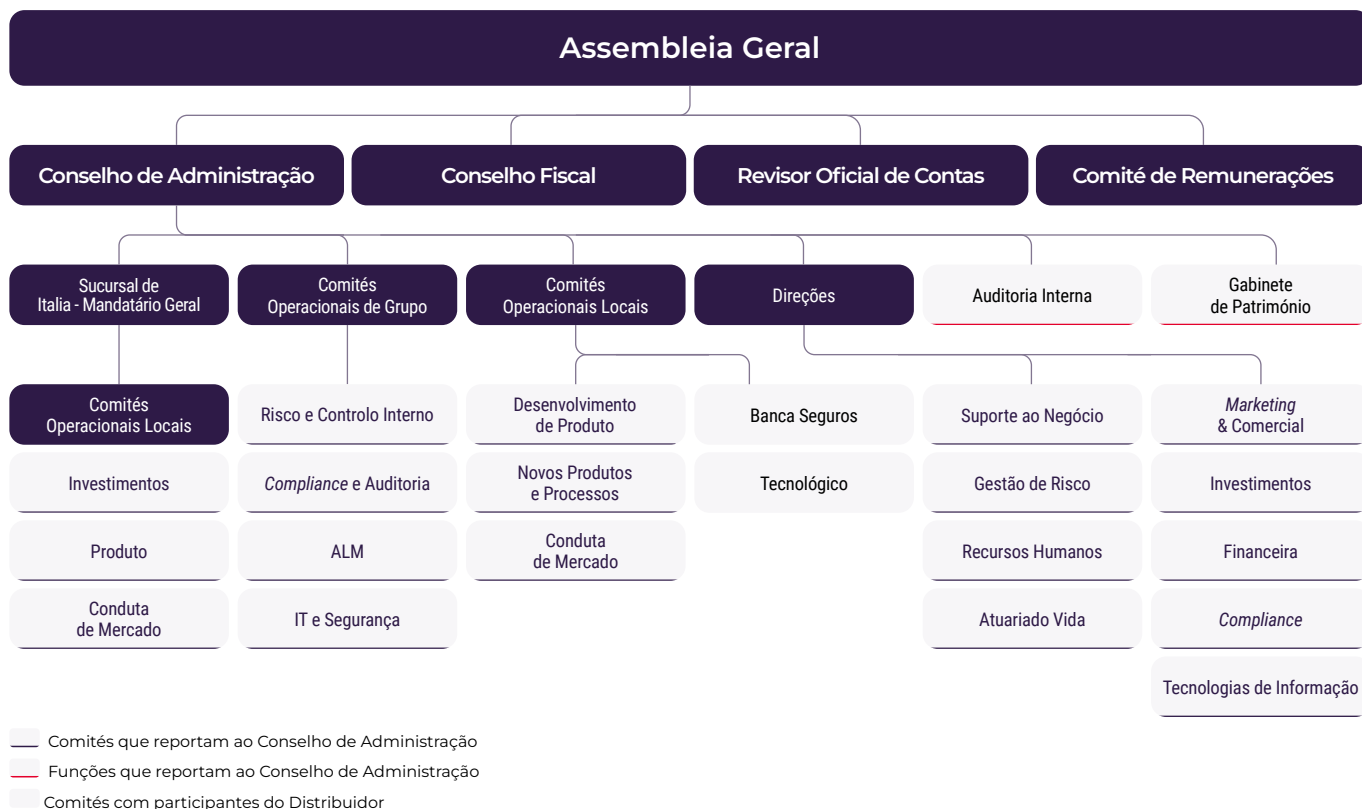 Assembleia Geral
Conselho de Administração
Conselho Fiscal
Revisor Oficial de Contas
Comité de Remunerações
Sucursal de
Italia - Mandatário Geral
Comités
Operacionais de Grupo
Comités
Operacionais Locais
Direções
Auditoria Interna
Gabinete
de Património
Comités
Operacionais Locais
Risco e Controlo Interno
Desenvolvimento
de Produto
Banca Seguros
Suporte ao Negócio
Marketing
& Comercial
Investimentos
Compliance e Auditoria
Novos Produtos
e Processos
Tecnológico
Gestão de Risco
Investimentos
Produto
ALM
Conduta
de Mercado
Recursos Humanos
Financeira
Conduta
de Mercado
IT e Segurança
Atuariado Vida
Compliance
Tecnologias de Informação
Comités que reportam ao Conselho de Administração
Funções que reportam ao Conselho de Administração
Comités com participantes do Distribuidor